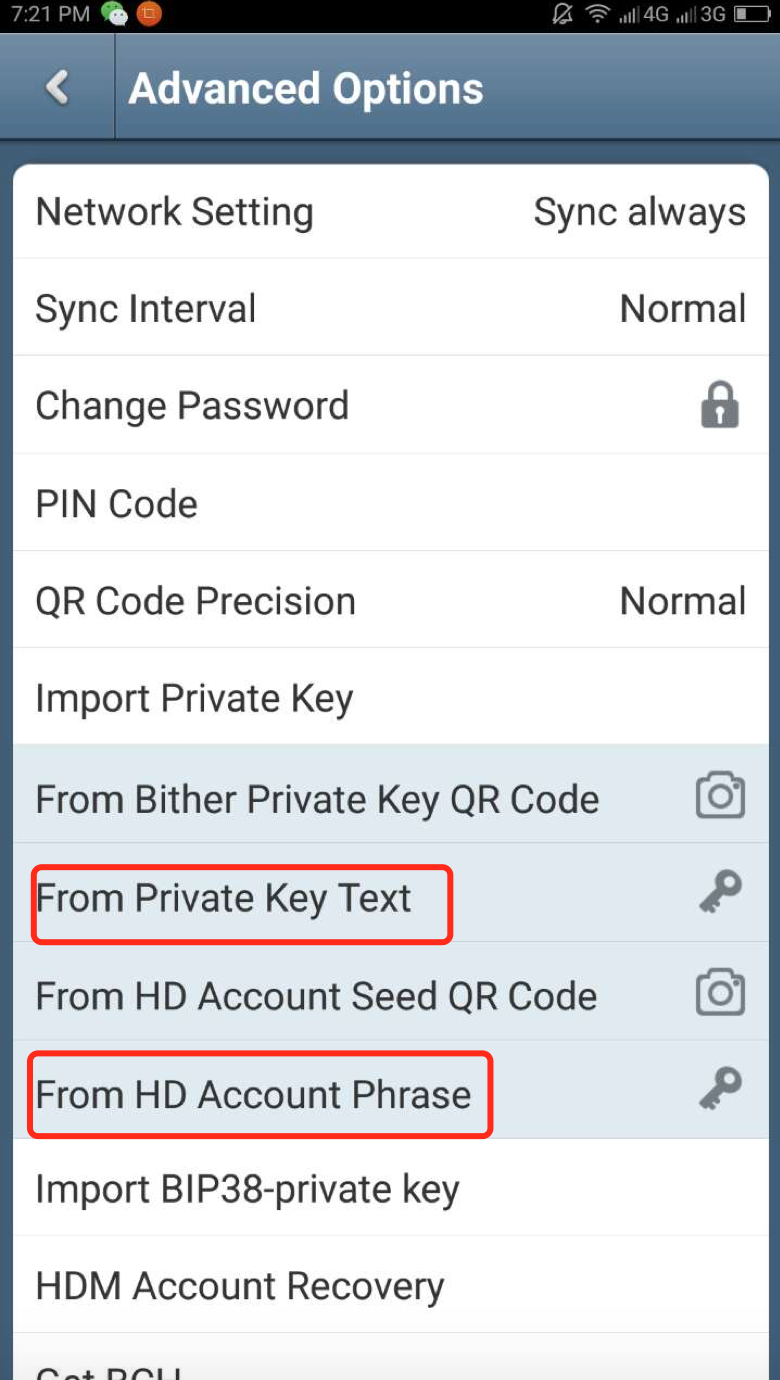 7:21 PM 4G 3G
Advanced Options
Network Setting Sync always
Sync Interval Normal
Change Password
PIN Code
QR Code Precision Normal
Import Private Key
From Bither Private Key QR Code
From Private Key Text
From HD Account Seed QR Code
From HD Account Phrase
Import BIP38-private key
HDM Account Recovery
Get BCH